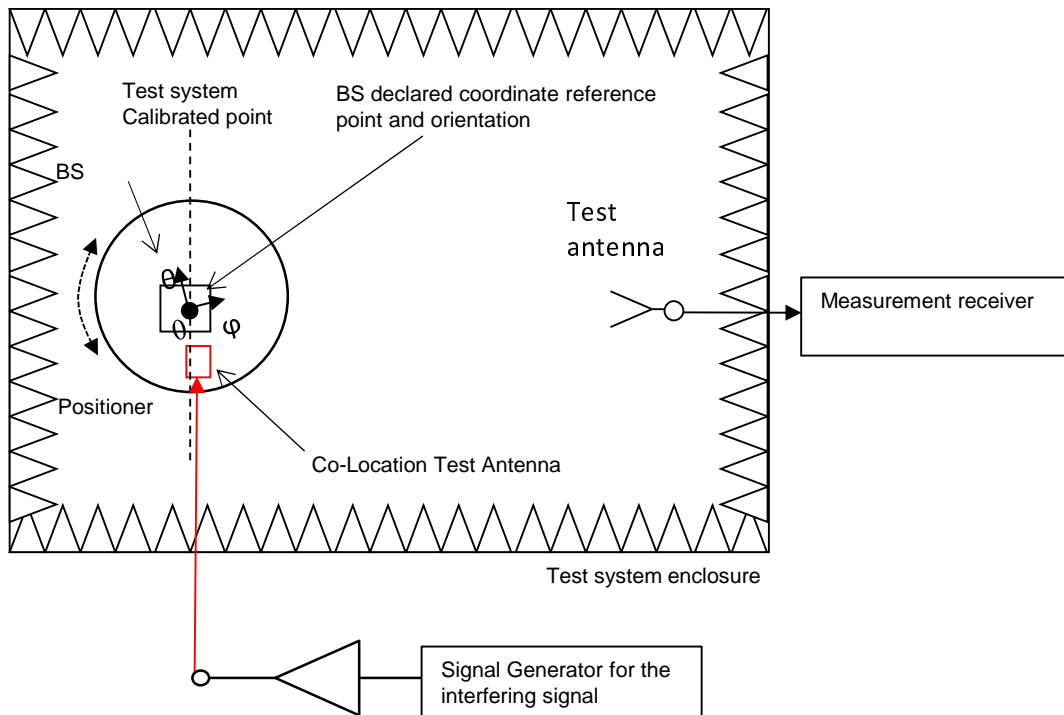 Test system
Calibrated point
BS declared coordinate reference
point and orientation
BS
Test
antenna
θ
θ
φ
Measurement receiver
Positioner
Co-Location Test Antenna
Test system enclosure
Signal Generator for the
interfering signal